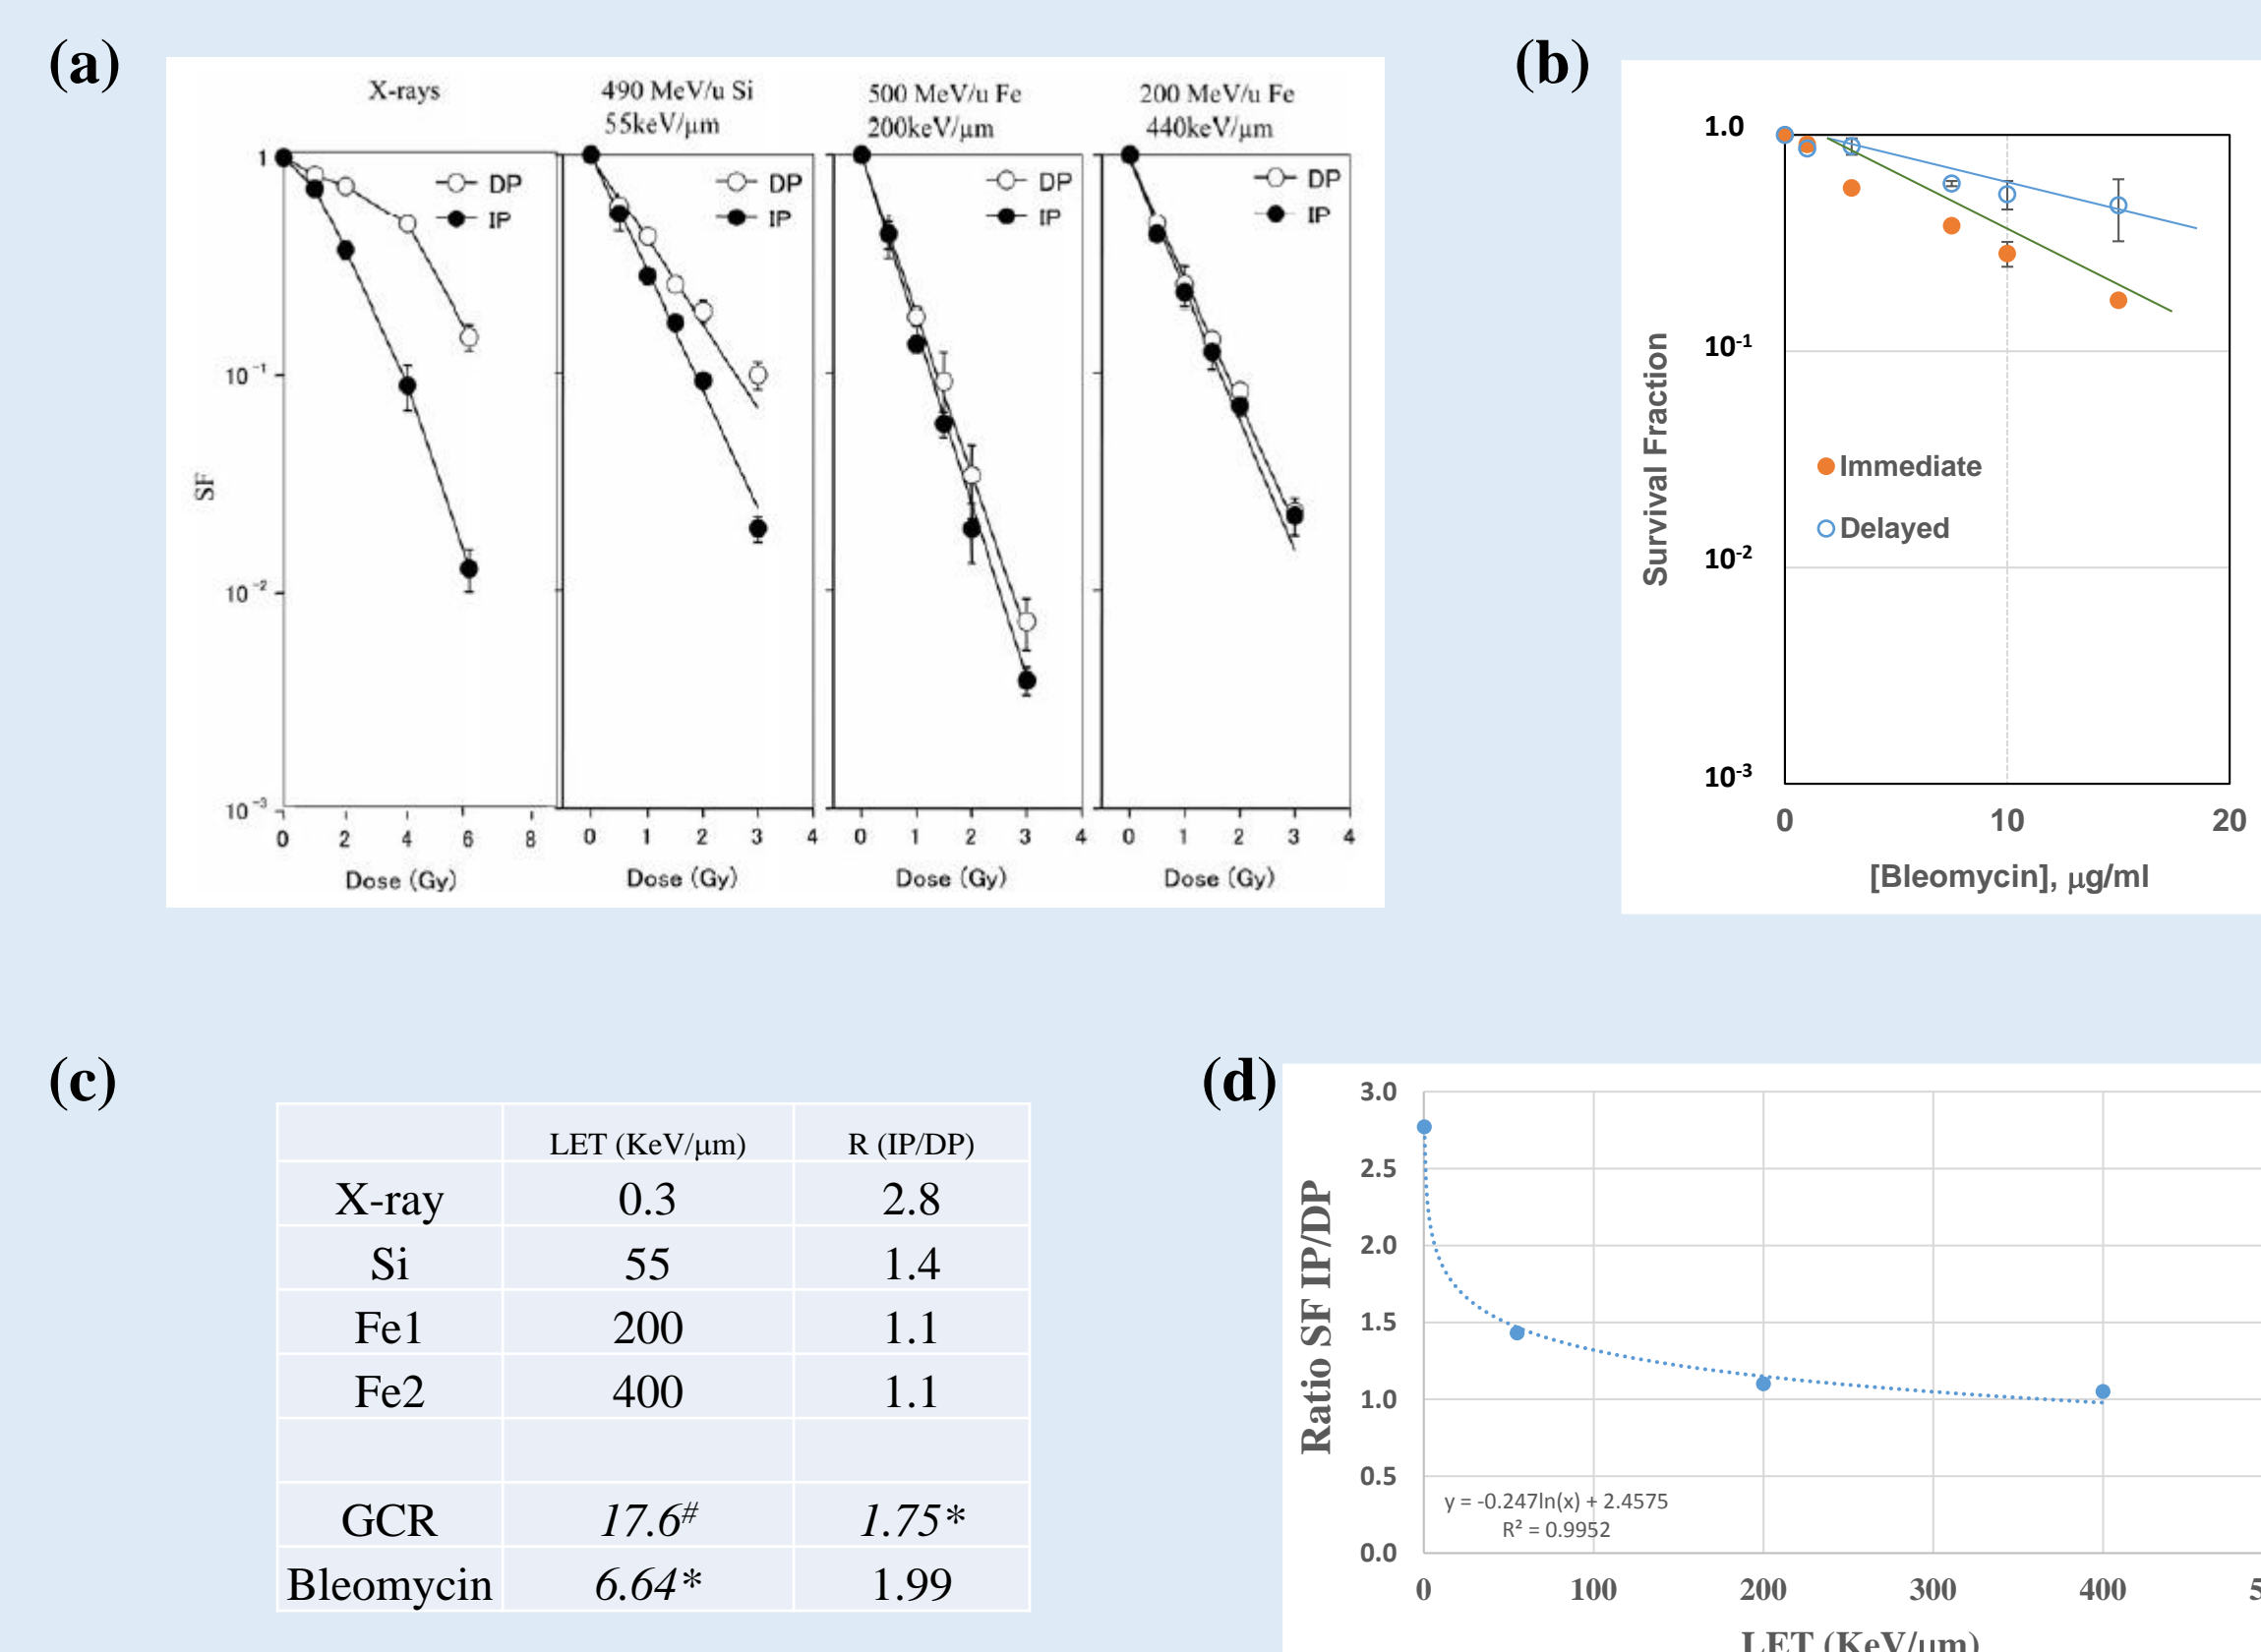 (a)
X-rays
490 MeV/u Si
55keV/μm
500 MeV/u Fe
200keV/μm
200 MeV/u Fe
440keV/μm
DP
IP
DP
IP
DP
IP
DP
IP
SF
1
10⁻¹
10⁻²
10⁻³
0 2 4 6 8
0 1 2 3 4
0 1 2 3 4
0 1 2 3 4
Dose (Gy)
Dose (Gy)
Dose (Gy)
Dose (Gy)
(b)
Survival Fraction
1.0
10⁻¹
10⁻²
10⁻³
Immediate
Delayed
0 10 20
[Bleomycin], μg/ml
(c)
LET (KeV/μm) R (IP/DP)
X-ray 0.3 2.8
Si 55 1.4
Fe1 200 1.1
Fe2 400 1.1
GCR 17.6# 1.75*
Bleomycin 6.64* 1.99
(d)
Ratio SF IP/DP
3.0
2.5
2.0
1.5
1.0
0.5
0.0
y = -0.247ln(x) + 2.4575
R² = 0.9952
0 100 200 300 400
LET (KeV/μm)